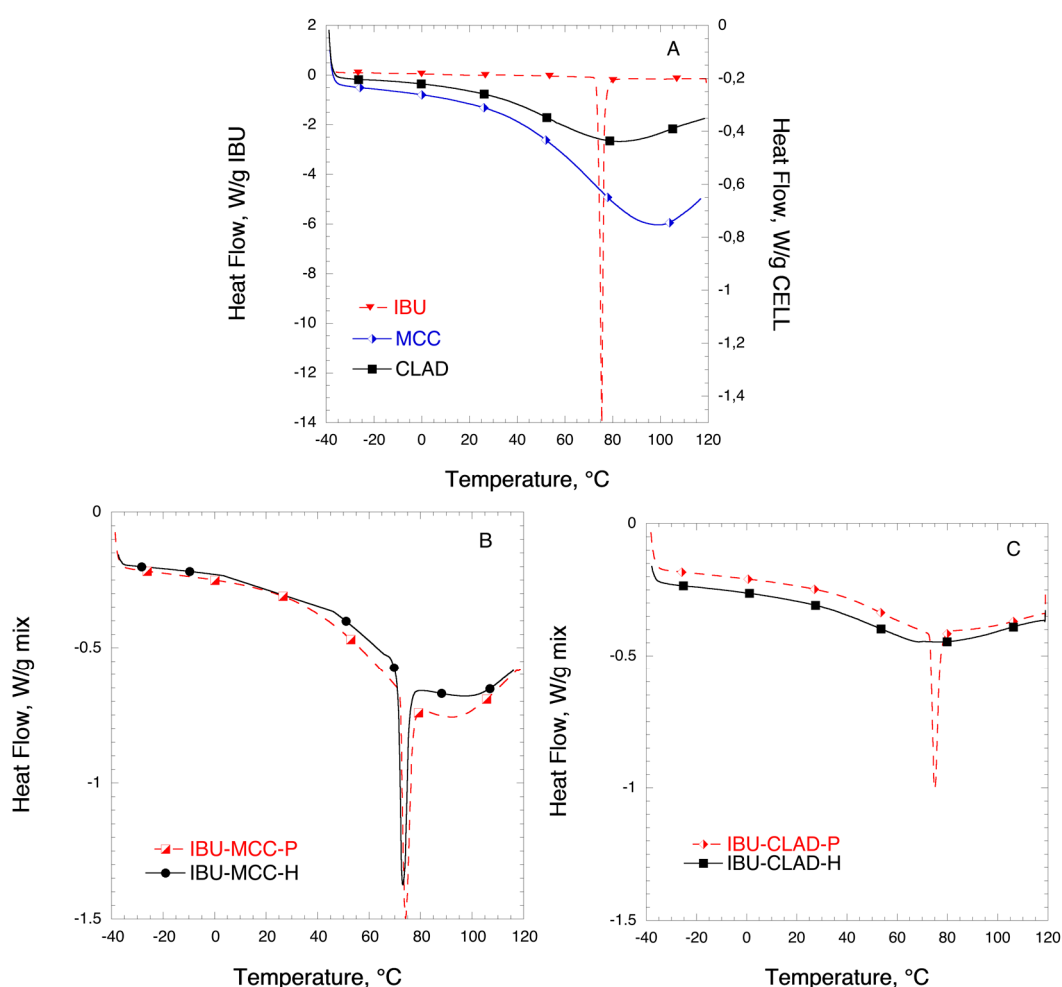 A
Heat Flow, W/g IBU
Heat Flow, W/g CELL
2
0
-2
-4
-6
-8
-10
-12
-14
0
-0,2
-0,4
-0,6
-0,8
-1
-1,2
-1,4
IBU
MCC
CLAD
-40 -20 0 20 40 60 80 100 120
Temperature, °C
B
Heat Flow, W/g mix
0
-0.5
-1
-1.5
IBU-MCC-P
IBU-MCC-H
-40 -20 0 20 40 60 80 100 120
Temperature, °C
C
Heat Flow, W/g mix
0
-0.5
-1
-1.5
IBU-CLAD-P
IBU-CLAD-H
-40 -20 0 20 40 60 80 100 120
Temperature, °C